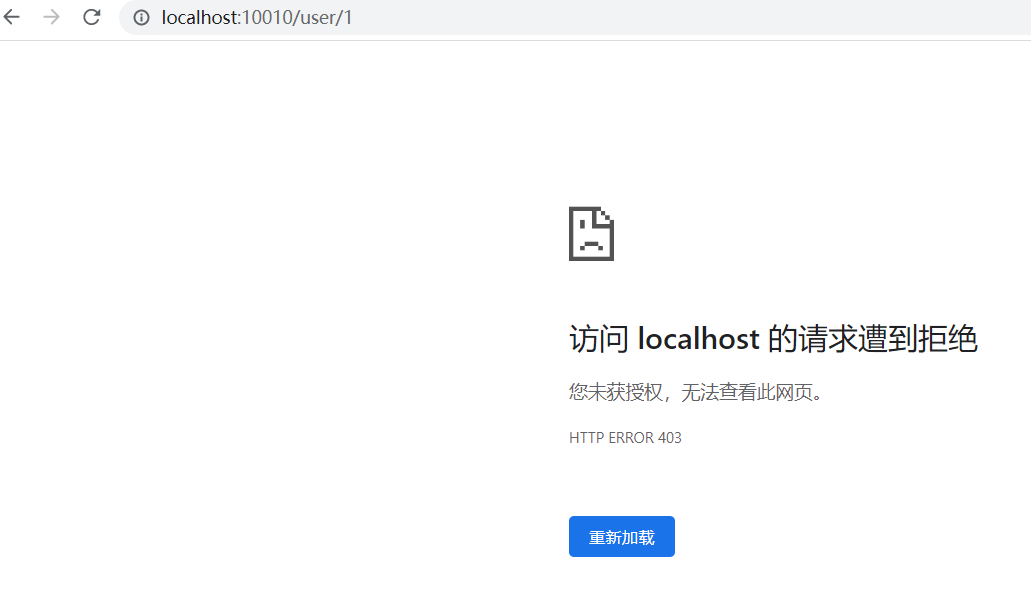 localhost:10010/user/1
访问 localhost 的请求遭到拒绝
您未获授权，无法查看此网页。
HTTP ERROR 403
重新加载